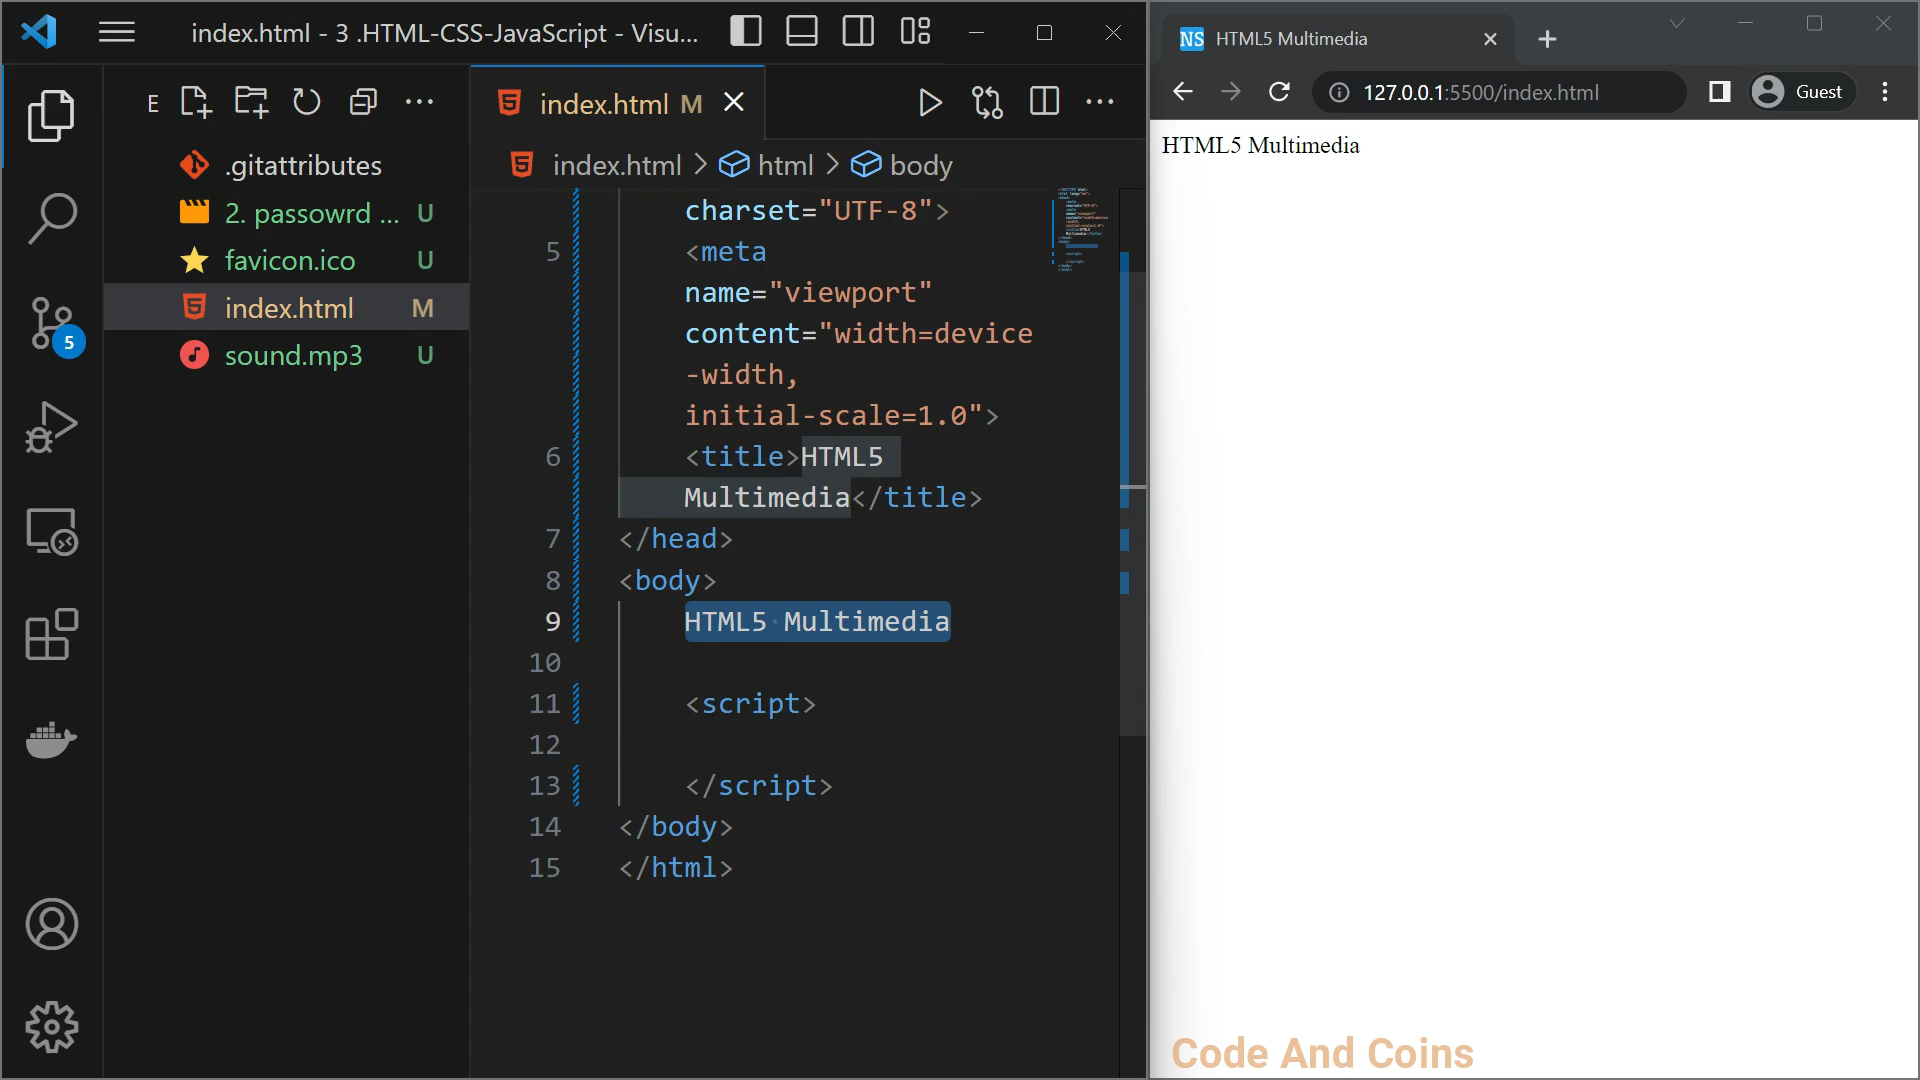 index.html - 3 .HTML-CSS-JavaScript - Visu...
E
.gitattributes
2. passowrd ... U
favicon.ico U
index.html M
sound.mp3 U
5
index.html M
index.html > html > body
charset="UTF-8">
5 <meta
name="viewport"
content="width=device
-width,
initial-scale=1.0">
6 <title>HTML5
Multimedia</title>
7 </head>
8 <body>
9 HTML5 Multimedia
10
11 <script>
12
13 </script>
14 </body>
15 </html>
NS HTML5 Multimedia
127.0.0.1:5500/index.html
Guest
HTML5 Multimedia
Code And Coins